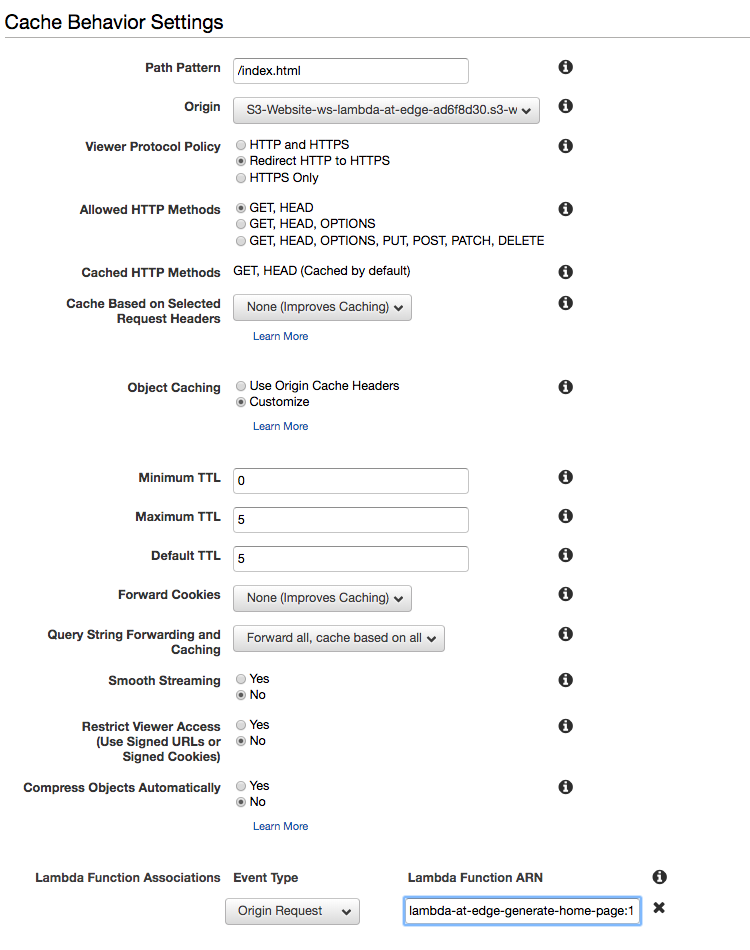 Cache Behavior Settings
Path Pattern /index.html
Origin S3-Website-ws-lambda-at-edge-ad6f8d30.s3-w
Viewer Protocol Policy HTTP and HTTPS
Redirect HTTP to HTTPS
HTTPS Only
Allowed HTTP Methods GET, HEAD
GET, HEAD, OPTIONS
GET, HEAD, OPTIONS, PUT, POST, PATCH, DELETE
Cached HTTP Methods GET, HEAD (Cached by default)
Cache Based on Selected
Request Headers
None (Improves Caching)
Learn More
Object Caching Use Origin Cache Headers
Customize
Learn More
Minimum TTL 0
Maximum TTL 5
Default TTL 5
Forward Cookies None (Improves Caching)
Query String Forwarding and
Caching
Forward all, cache based on all
Smooth Streaming Yes
No
Restrict Viewer Access
(Use Signed URLs or
Signed Cookies)
Yes
No
Compress Objects Automatically Yes
No
Learn More
Lambda Function Associations Event Type Lambda Function ARN
Origin Request lambda-at-edge-generate-home-page:1